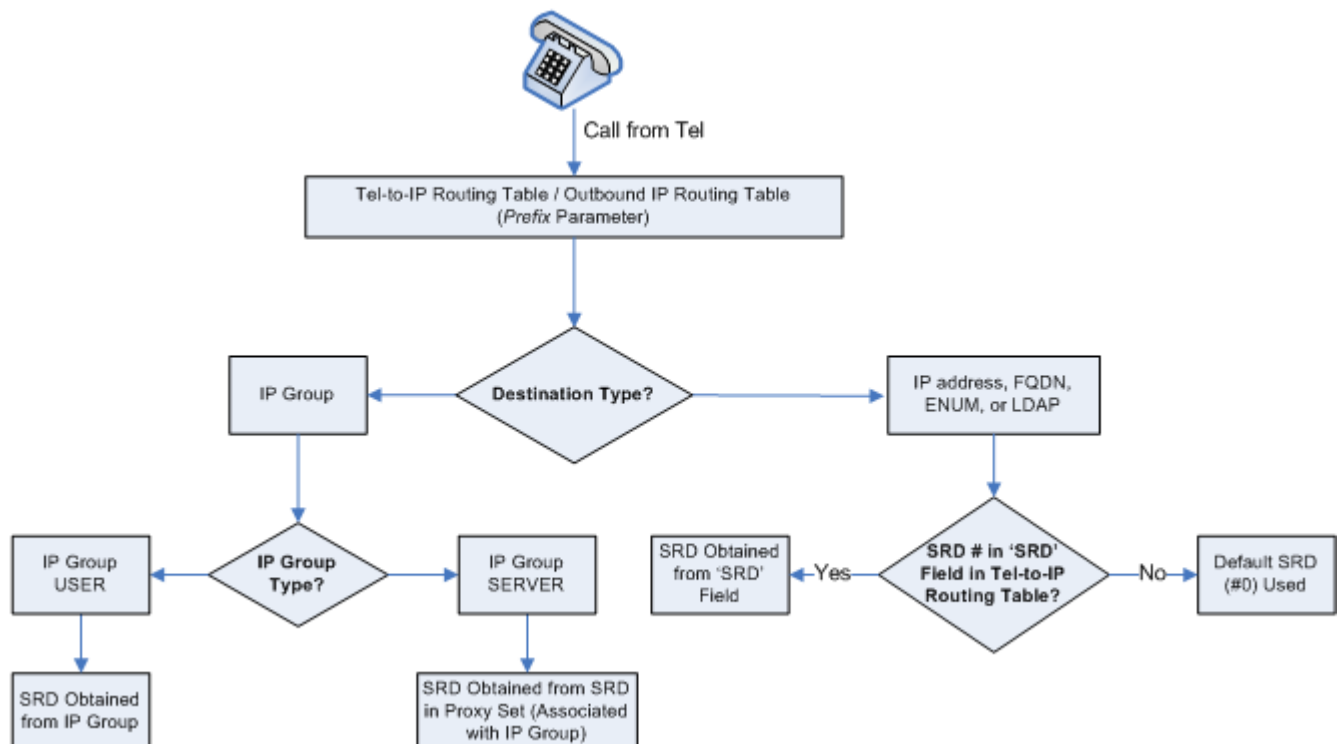 Call from Tel
Tel-to-IP Routing Table / Outbound IP Routing Table
(Prefix Parameter)
IP Group
Destination Type?
IP address, FQDN,
ENUM, or LDAP
IP Group
USER
IP Group
Type?
IP Group
SERVER
SRD Obtained
from ‘SRD’
Field
Yes
SRD # in ‘SRD’
Field in Tel-to-IP
Routing Table?
No
Default SRD
(#0) Used
SRD Obtained
from IP Group
SRD Obtained from SRD
in Proxy Set (Associated
with IP Group)